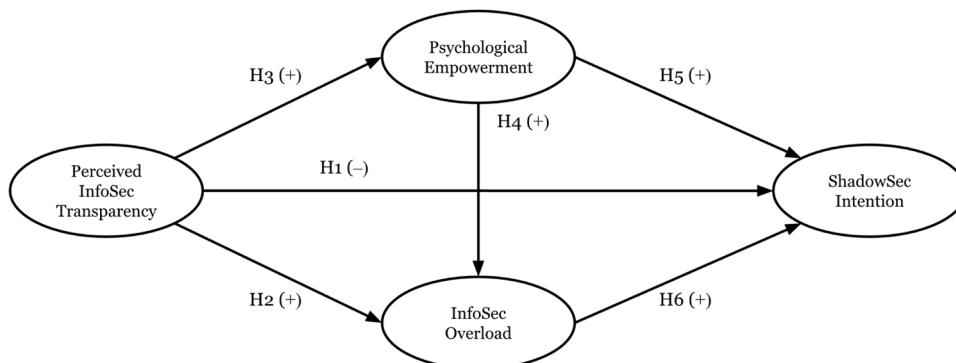 Psychological
Empowerment
H3 (+)
H5 (+)
H4 (+)
H1 (–)
Perceived
InfoSec
Transparency
ShadowSec
Intention
H2 (+)
H6 (+)
InfoSec
Overload